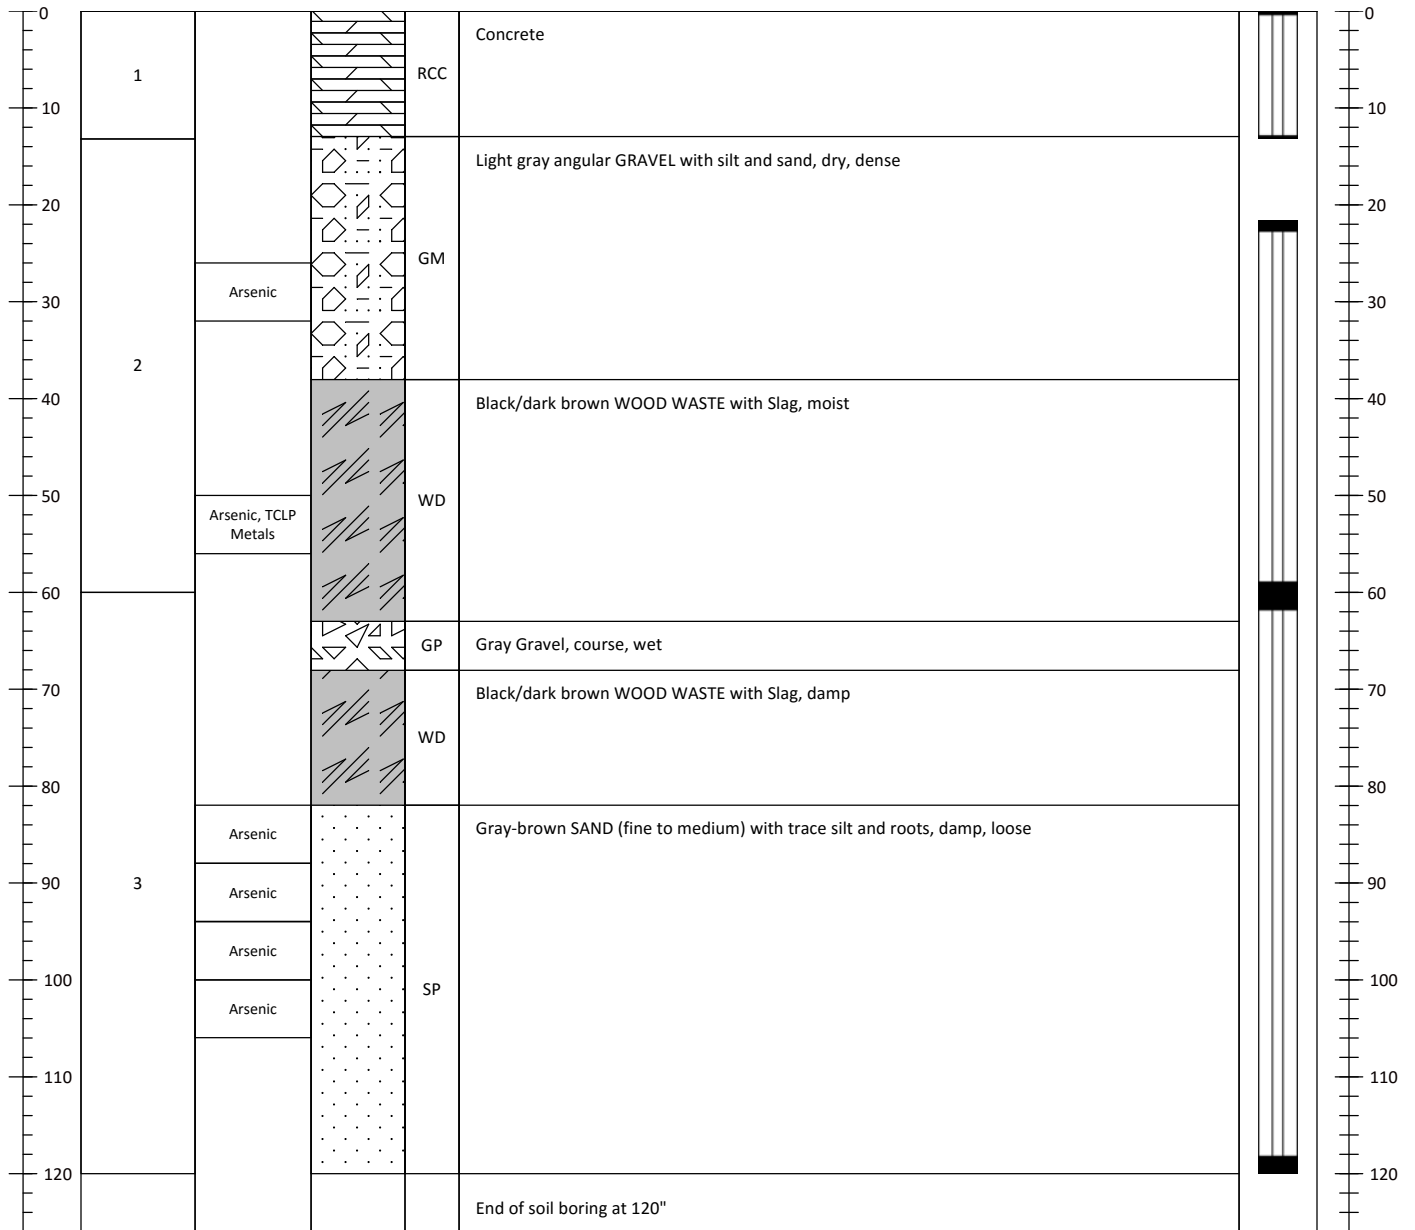 0
0
Concrete
1
RCC
10
10
Light gray angular GRAVEL with silt and sand, dry, dense
20
20
GM
Arsenic
30
30
2
40
40
Black/dark brown WOOD WASTE with Slag, moist
50
50
WD
Arsenic, TCLP
Metals
60
60
GP
Gray Gravel, course, wet
70
70
Black/dark brown WOOD WASTE with Slag, damp
WD
80
80
Arsenic
Gray-brown SAND (fine to medium) with trace silt and roots, damp, loose
90
3
90
Arsenic
Arsenic
100
100
SP
Arsenic
110
110
120
120
End of soil boring at 120"